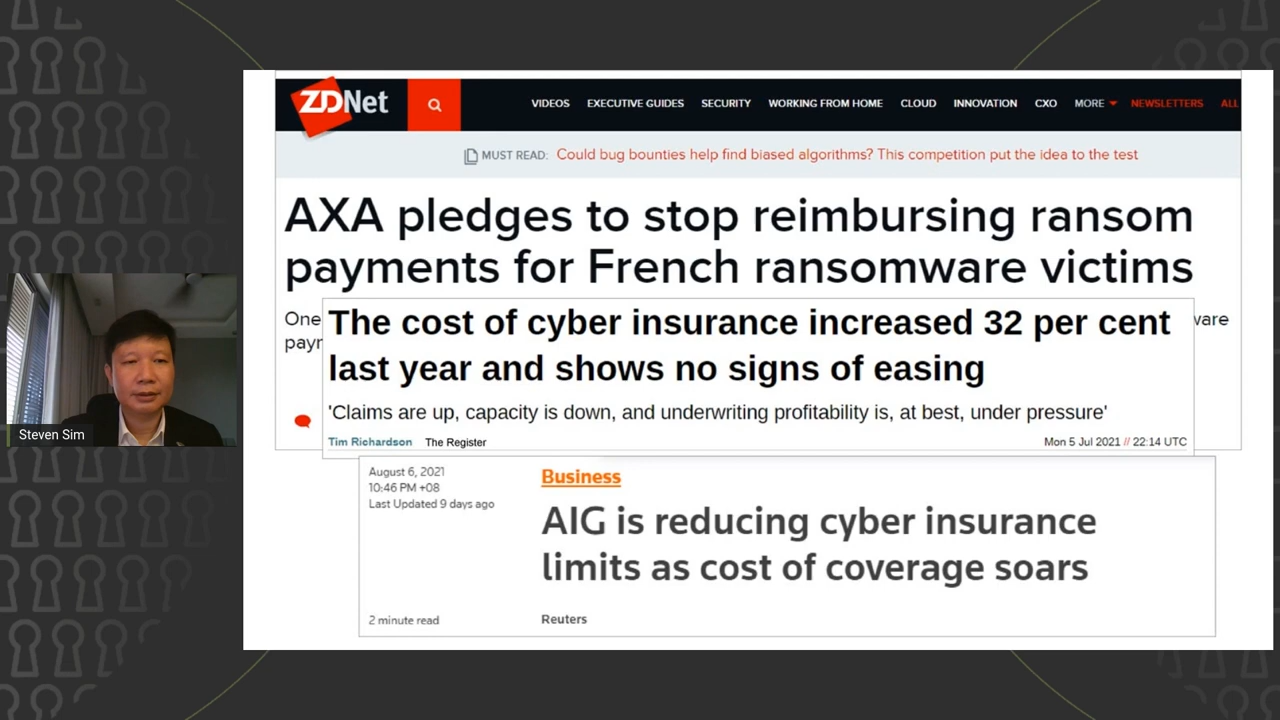 ZDNet
VIDEOS EXECUTIVE GUIDES SECURITY WORKING FROM HOME CLOUD INNOVATION CXO MORE NEWSLETTERS ALL
MUST READ: Could bug bounties help find biased algorithms? This competition put the idea to the test
AXA pledges to stop reimbursing ransom
payments for French ransomware victims
One
The cost of cyber insurance increased 32 per cent
last year and shows no signs of easing
'Claims are up, capacity is down, and underwriting profitability is, at best, under pressure'
Tim Richardson The Register Mon 5 Jul 2021 // 22:14 UTC
August 6, 2021
10:46 PM +08
Last Updated 9 days ago
Business
AIG is reducing cyber insurance
limits as cost of coverage soars
2 minute read
Reuters
Steven Sim